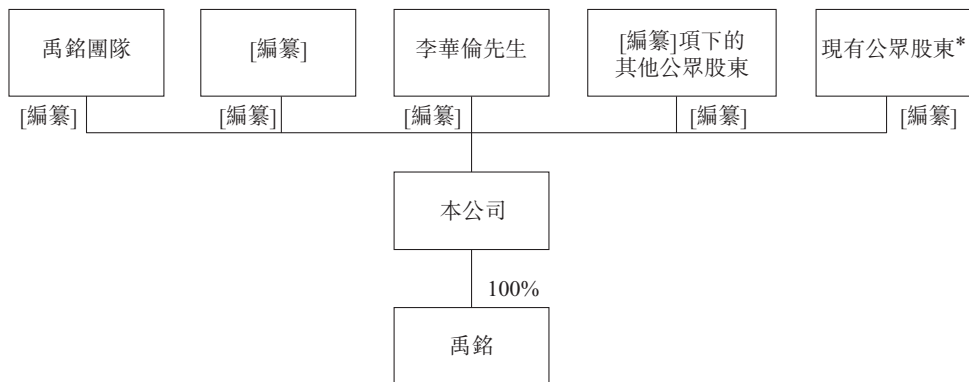 禹銘團隊
[編纂]
李華倫先生
[編纂]項下的
其他公眾股東
現有公眾股東*
[編纂]
[編纂]
[編纂]
[編纂]
[編纂]
本公司
100%
禹銘